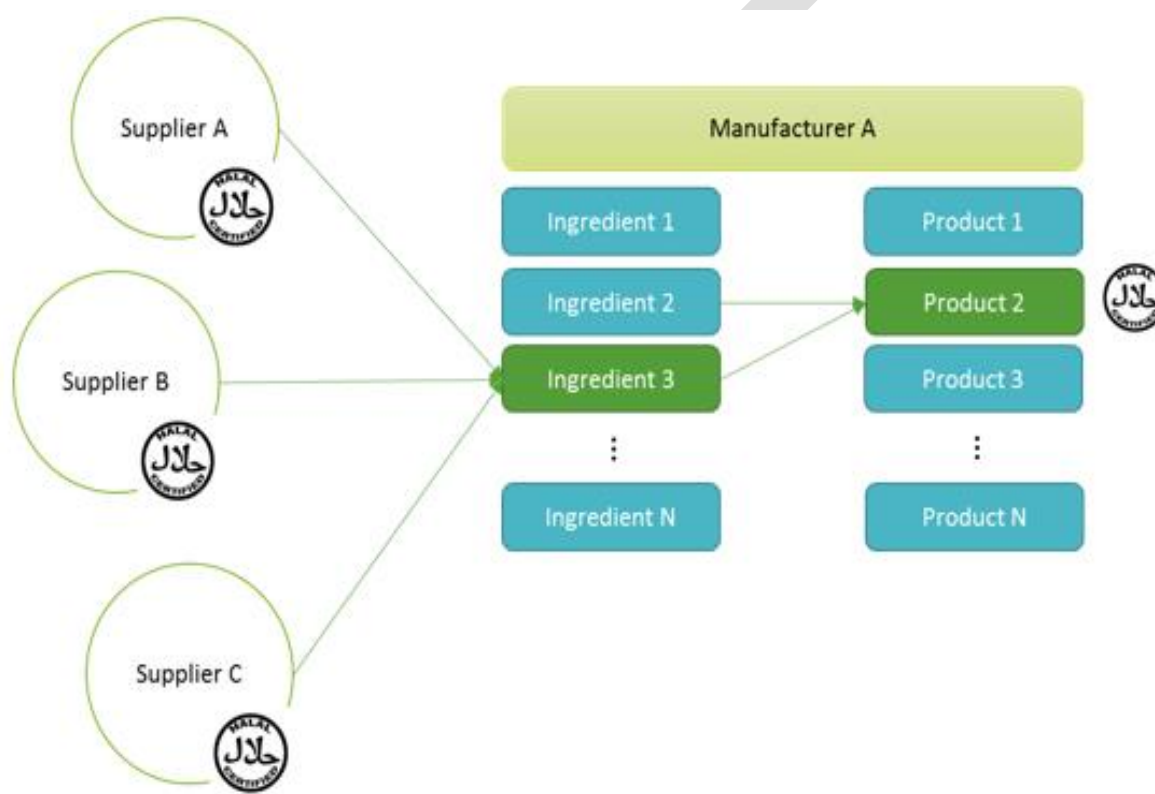 Supplier A
HALAL
حلال
CERTIFIED
Supplier B
HALAL
حلال
CERTIFIED
Supplier C
HALAL
حلال
CERTIFIED
Manufacturer A
Ingredient 1
Product 1
Ingredient 2
Product 2
HALAL
حلال
CERTIFIED
Ingredient 3
Product 3
⋮
⋮
Ingredient N
Product N